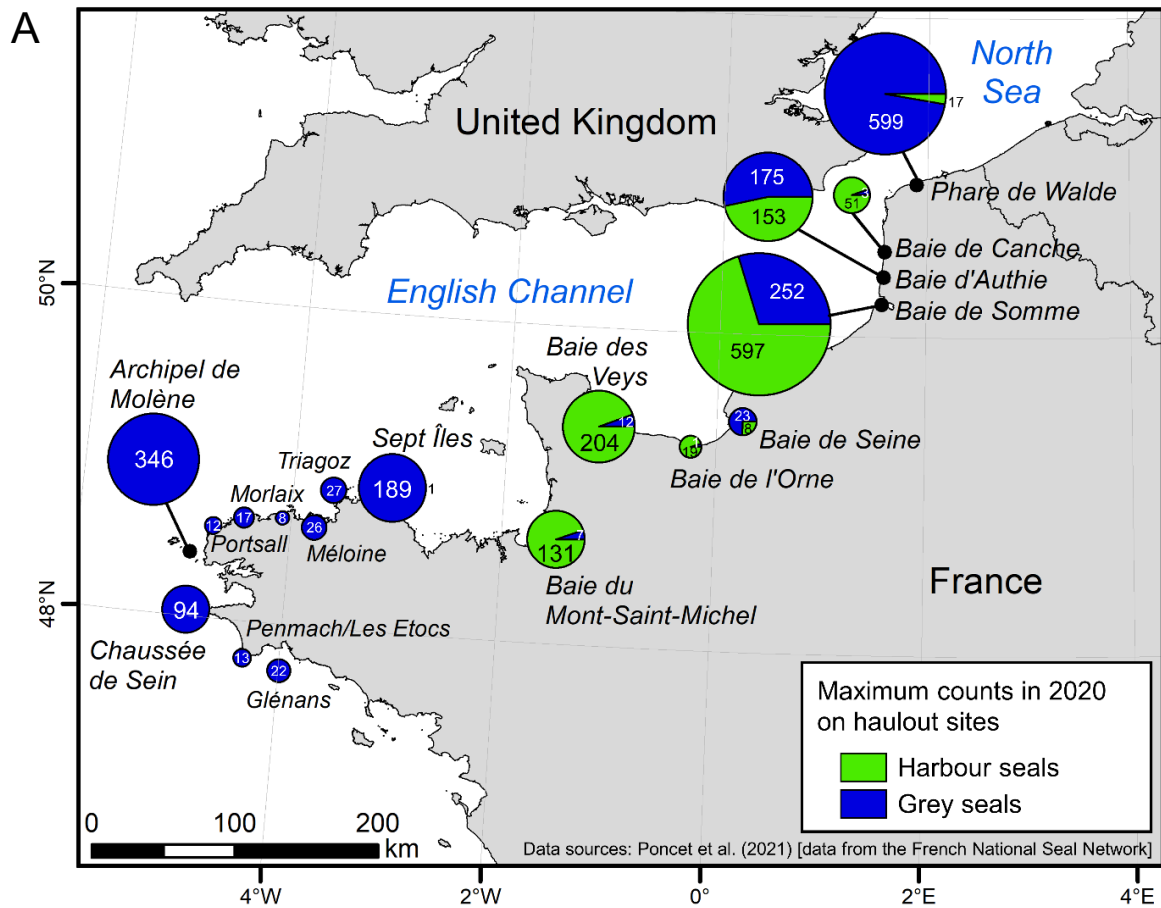 A
North
Sea
United Kingdom
599
17
175
153
3
51
Phare de Walde
Baie de Canche
Baie d'Authie
Baie de Somme
50°N
English Channel
252
597
Baie des
Veys
Archipel de
Molène
12
204
23
8
Baie de Seine
1
19
Baie de l'Orne
Sept Îles
346
Triagoz
27
189
1
Morlaix
12
17
8
26
Portsall
Méloine
7
131
Baie du
Mont-Saint-Michel
France
48°N
94
Penmach/Les Etocs
Chaussée
de Sein
13
22
Glénans
Maximum counts in 2020
on haulout sites
Harbour seals
Grey seals
0 100 200
km
Data sources: Poncet et al. (2021) [data from the French National Seal Network]
4°W 2°W 0° 2°E 4°E